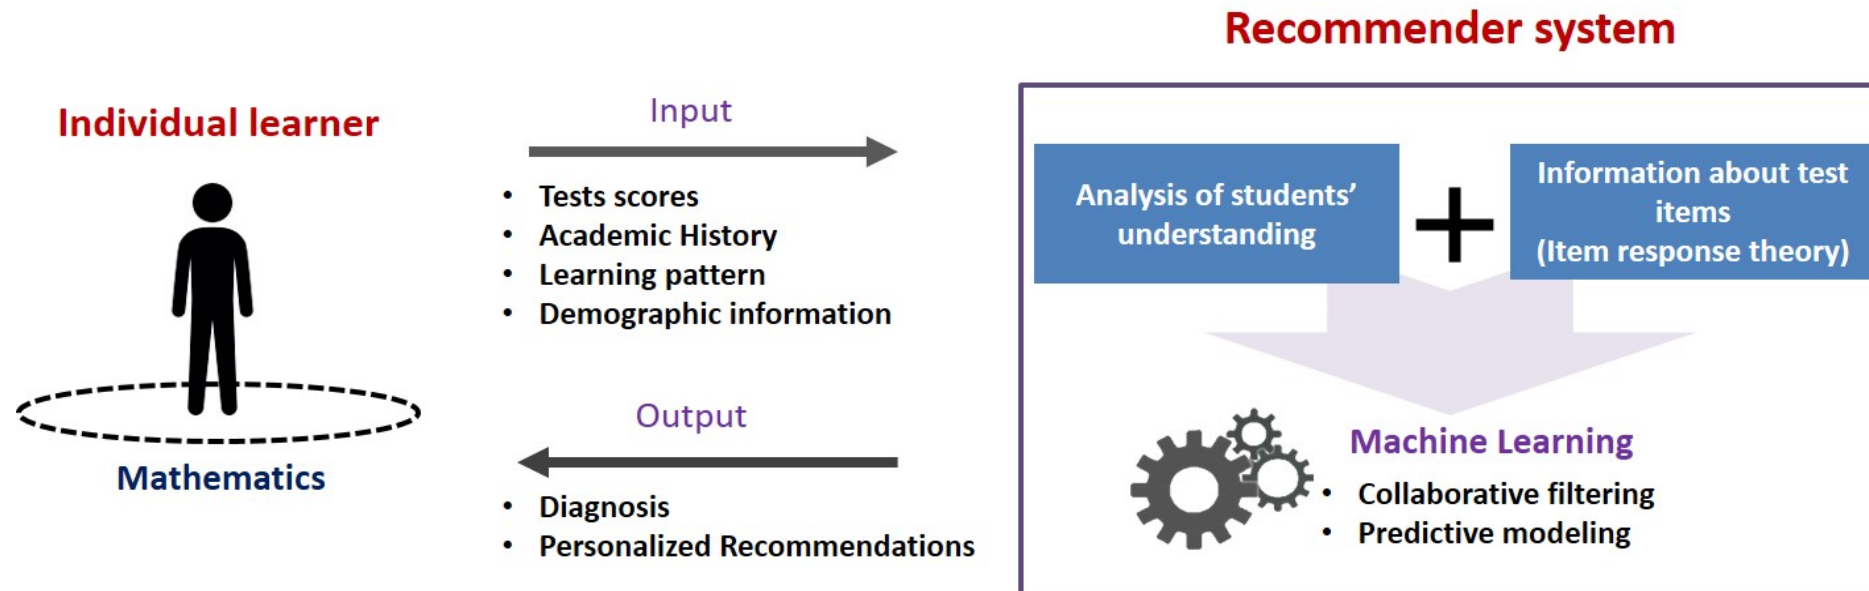 Recommender system
Individual learner
Input
• Tests scores
• Academic History
• Learning pattern
• Demographic information
Analysis of students’
understanding
+
Information about test
items
(Item response theory)
Output
Mathematics
• Diagnosis
• Personalized Recommendations
Machine Learning
• Collaborative filtering
• Predictive modeling